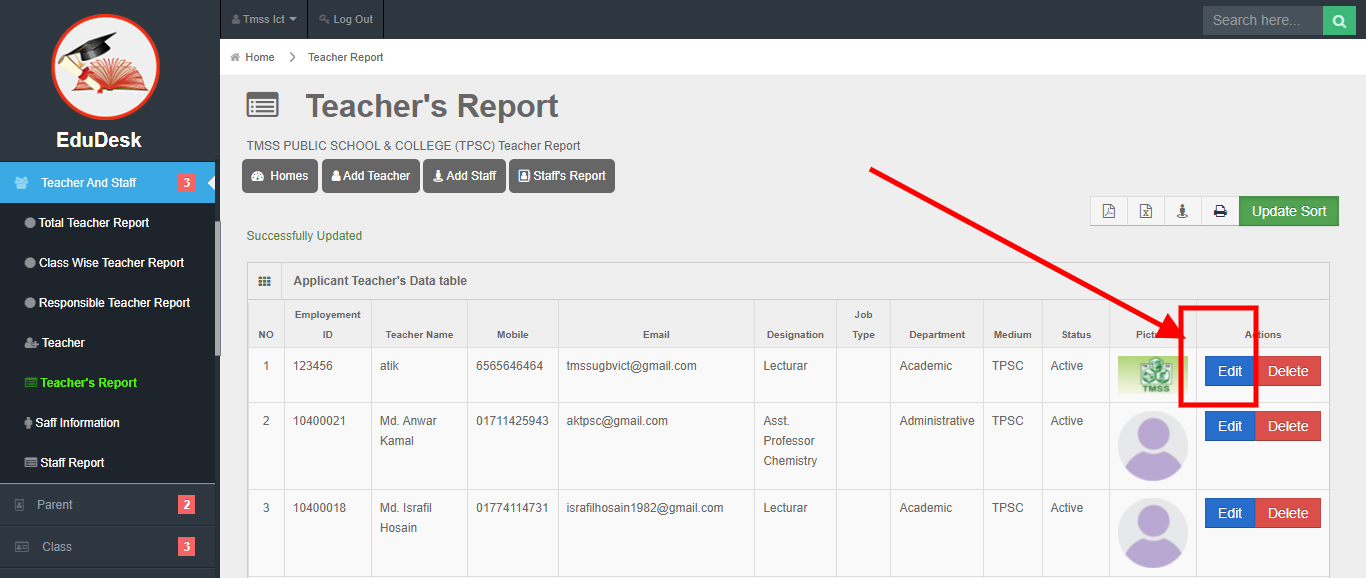 Tmss Ict
Log Out
Search here...
EduDesk
Home
Teacher Report
Teacher's Report
TMSS PUBLIC SCHOOL & COLLEGE (TPSC) Teacher Report
Homes
Add Teacher
Add Staff
Staff's Report
Teacher And Staff 3
Total Teacher Report
Class Wise Teacher Report
Responsible Teacher Report
Teacher
Teacher's Report
Saff Information
Staff Report
Parent 2
Class 3
Update Sort
Successfully Updated
Applicant Teacher's Data table
NO Employement ID Teacher Name Mobile Email Designation Job Type Department Medium Status Actions
1 123456 atik 6565646464 tmssugbvict@gmail.com Lecturar Academic TPSC Active TMSS Edit Delete
2 10400021 Md. Anwar Kamal 01711425943 aktpsc@gmail.com Asst. Professor Chemistry Administrative TPSC Active Edit Delete
3 10400018 Md. Israfil Hosain 01774114731 israfilhosain1982@gmail.com Lecturar Academic TPSC Active Edit Delete